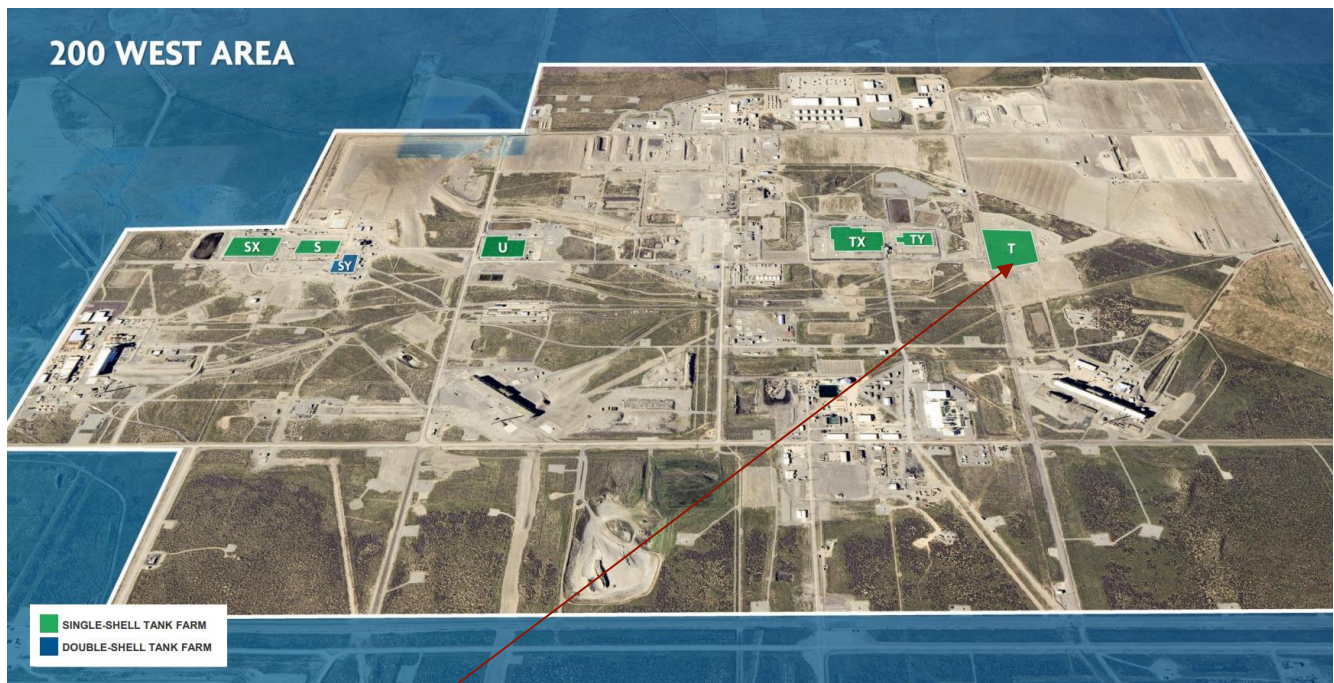 200 WEST AREA
SX
S
SY
U
TX
TY
T
SINGLE-SHELL TANK FARM
DOUBLE-SHELL TANK FARM